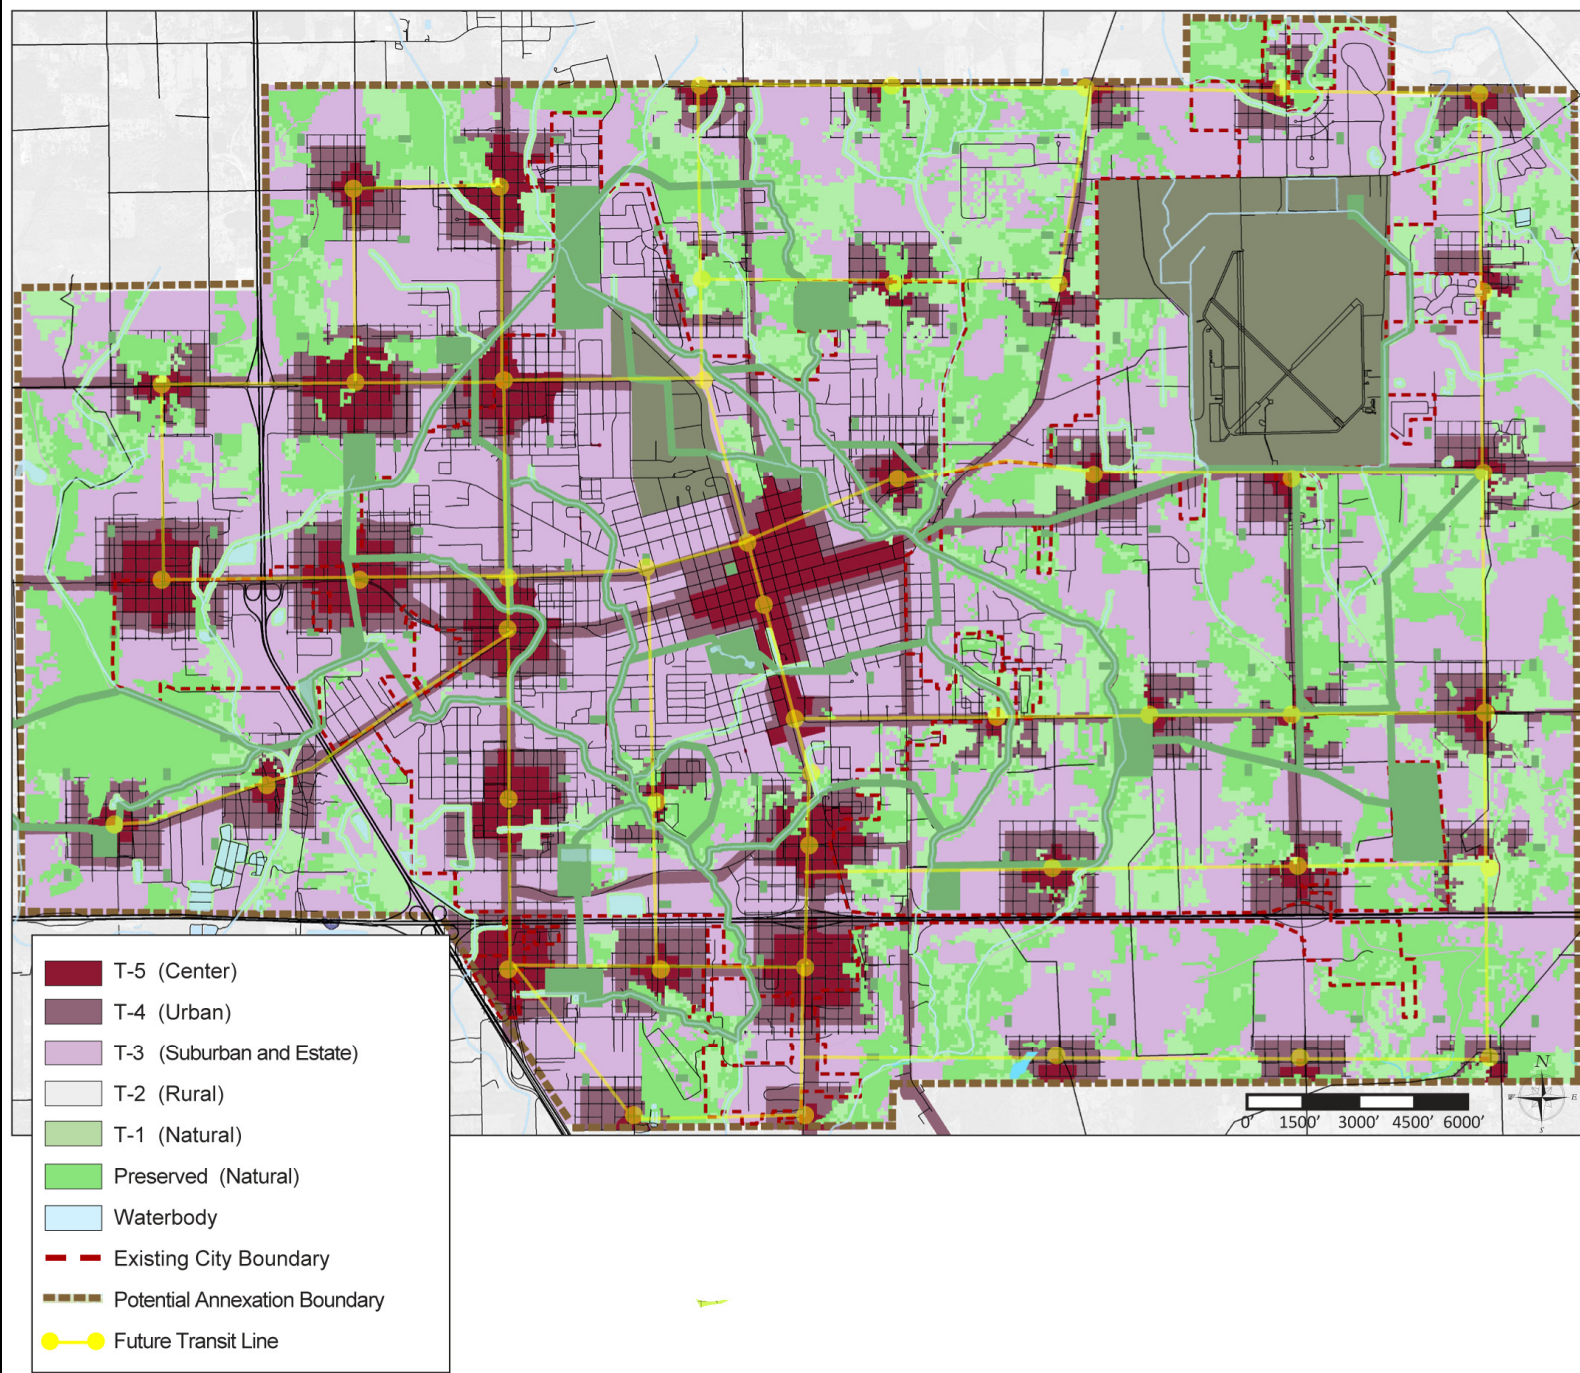 N
W
E
S
0'
1500'
3000'
4500'
6000'
T-5 (Center)
T-4 (Urban)
T-3 (Suburban and Estate)
T-2 (Rural)
T-1 (Natural)
Preserved (Natural)
Waterbody
Existing City Boundary
Potential Annexation Boundary
Future Transit Line